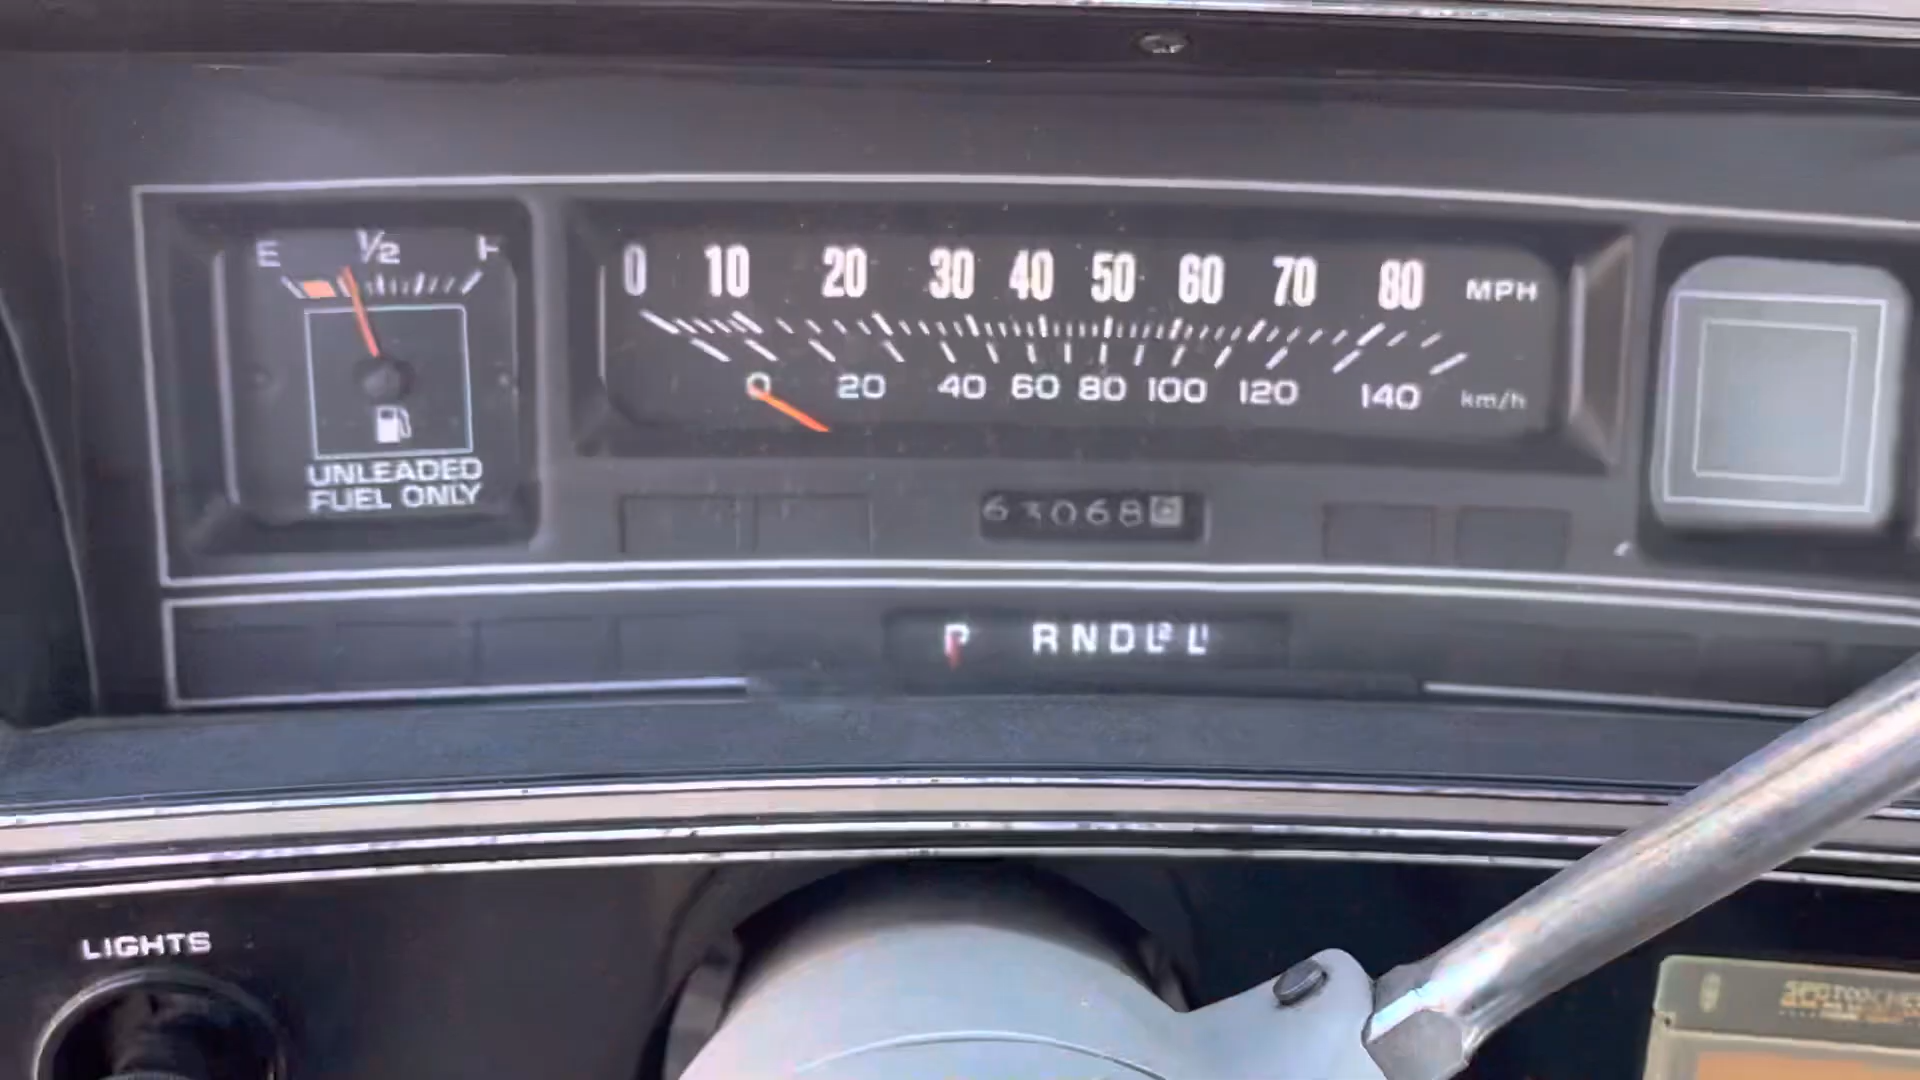 E ½ F
0 10 20 30 40 50 60 70 80 MPH
0 20 40 60 80 100 120 140 km/h
UNLEADED
FUEL ONLY
63068
P R N D L2 L1
LIGHTS